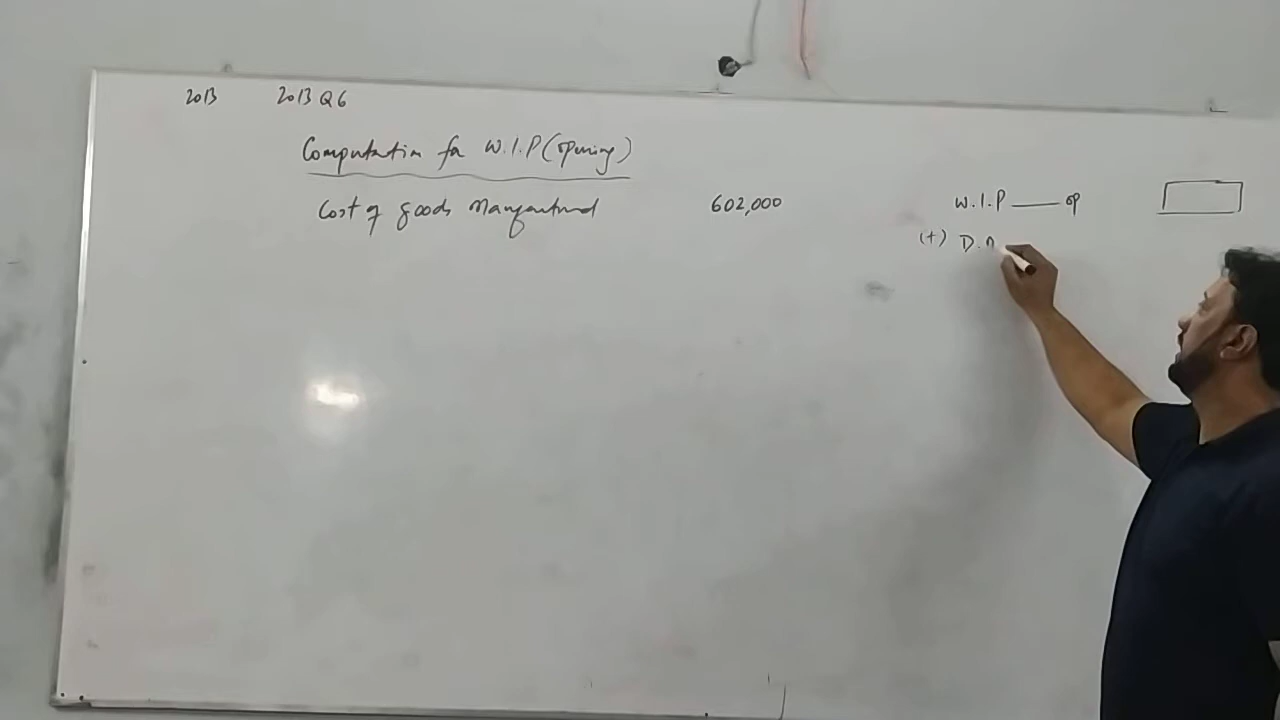 2013 2013 Q6
Computation for W.I.P (opening)
Cost of goods Manufactured 602,000
W.I.P — op
(+) D.